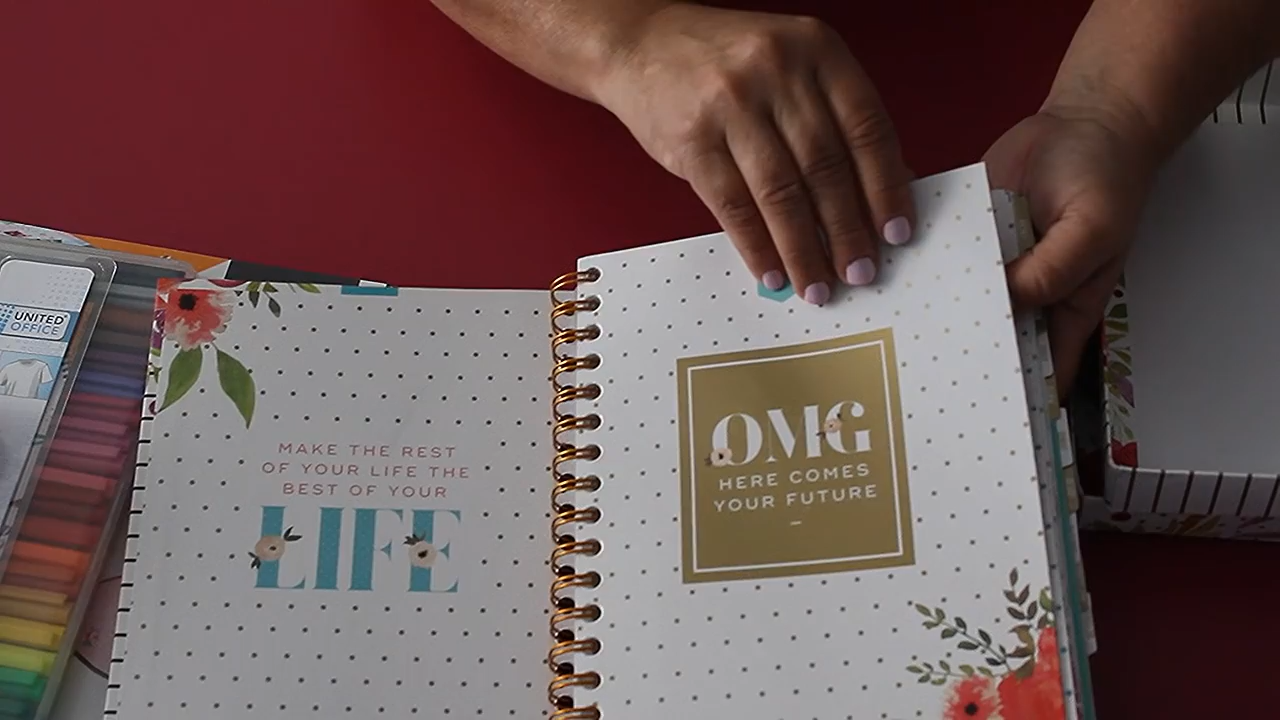 UNITED
OFFICE
MAKE THE REST
OF YOUR LIFE THE
BEST OF YOUR
LIFE
OMG
HERE COMES
YOUR FUTURE